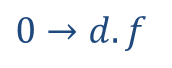 0 → d.f